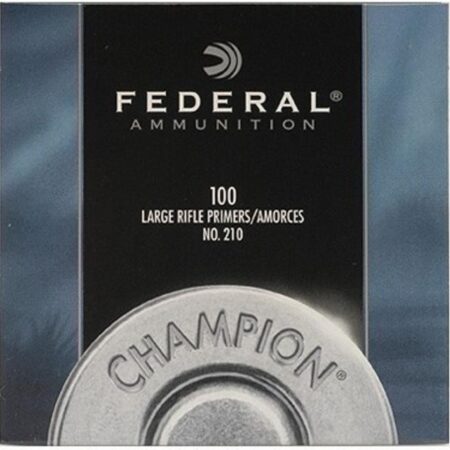 FEDERAL®
AMMUNITION
100
LARGE RIFLE PRIMERS/AMORCES
NO. 210
CHAMPION®